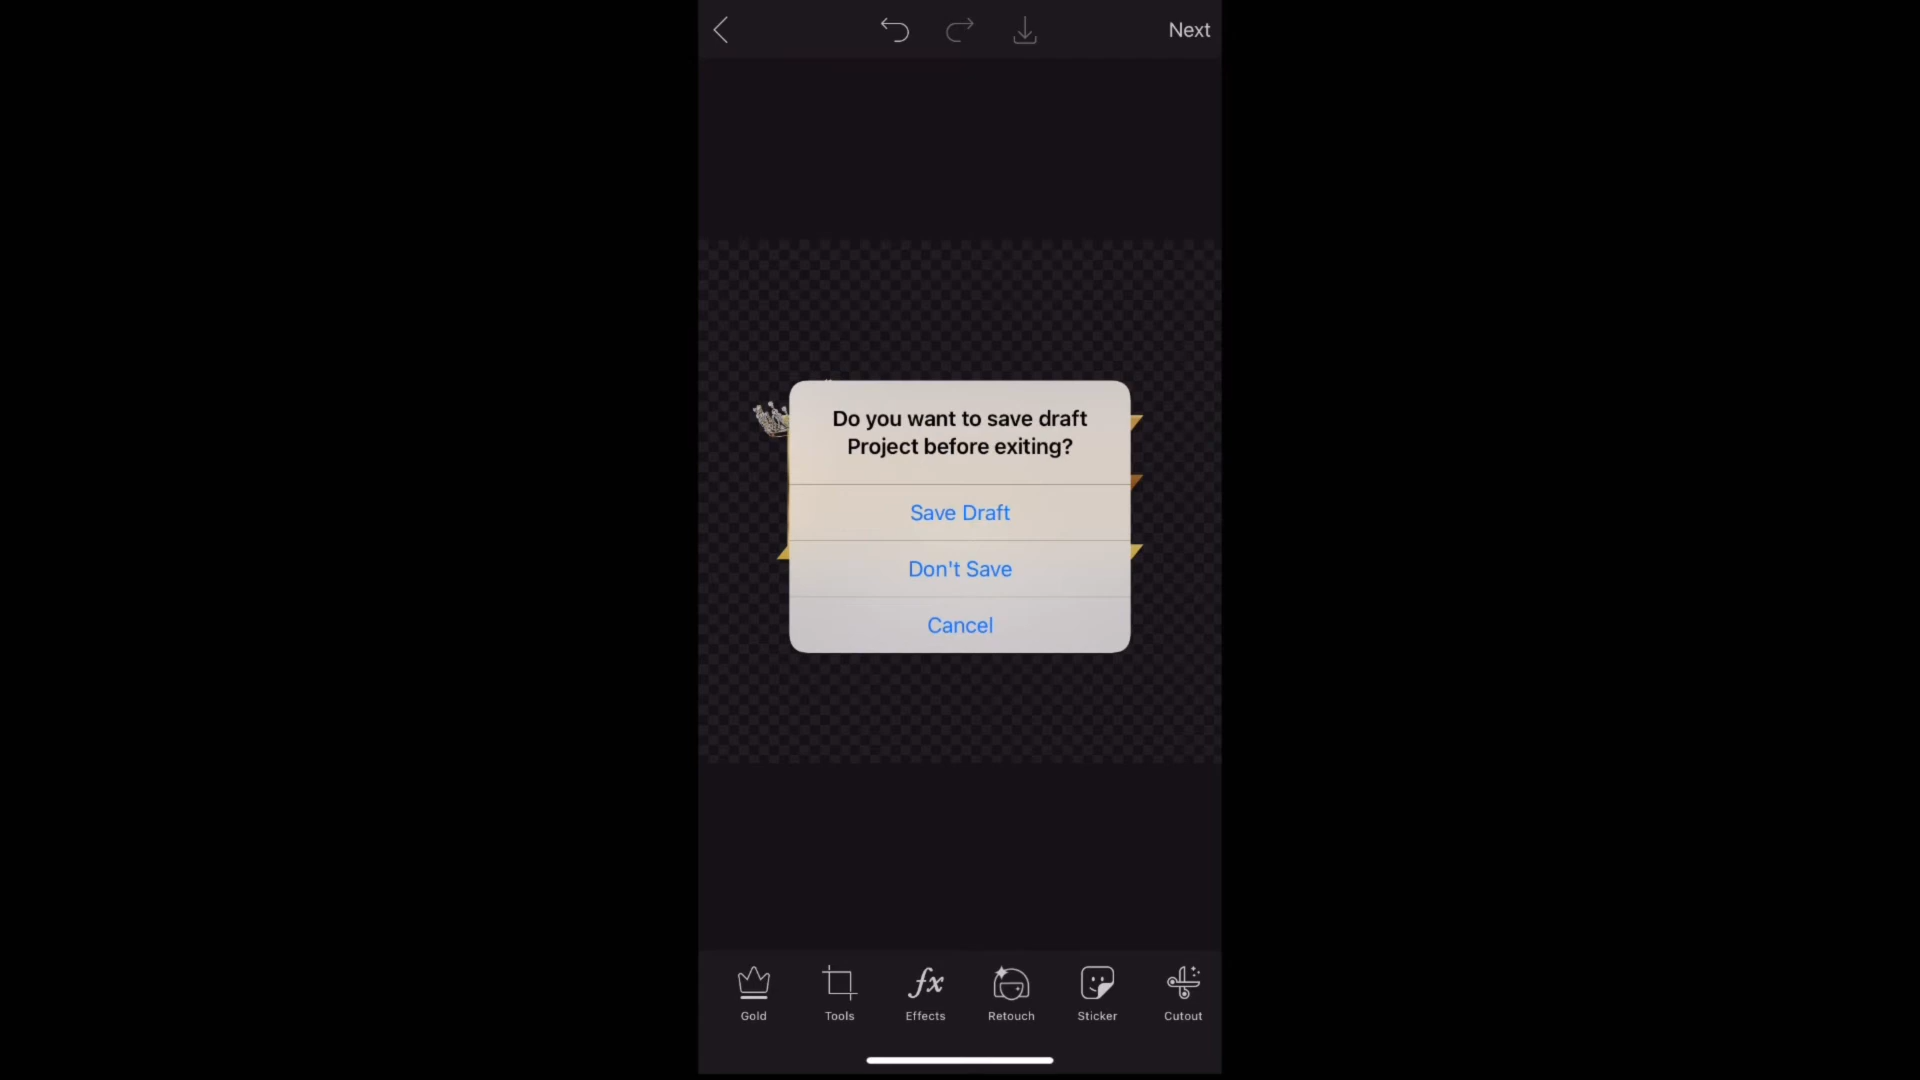 Next
Do you want to save draft
Project before exiting?
Save Draft
Don't Save
Cancel
Gold
Tools
fx
Effects
Retouch
Sticker
Cutout